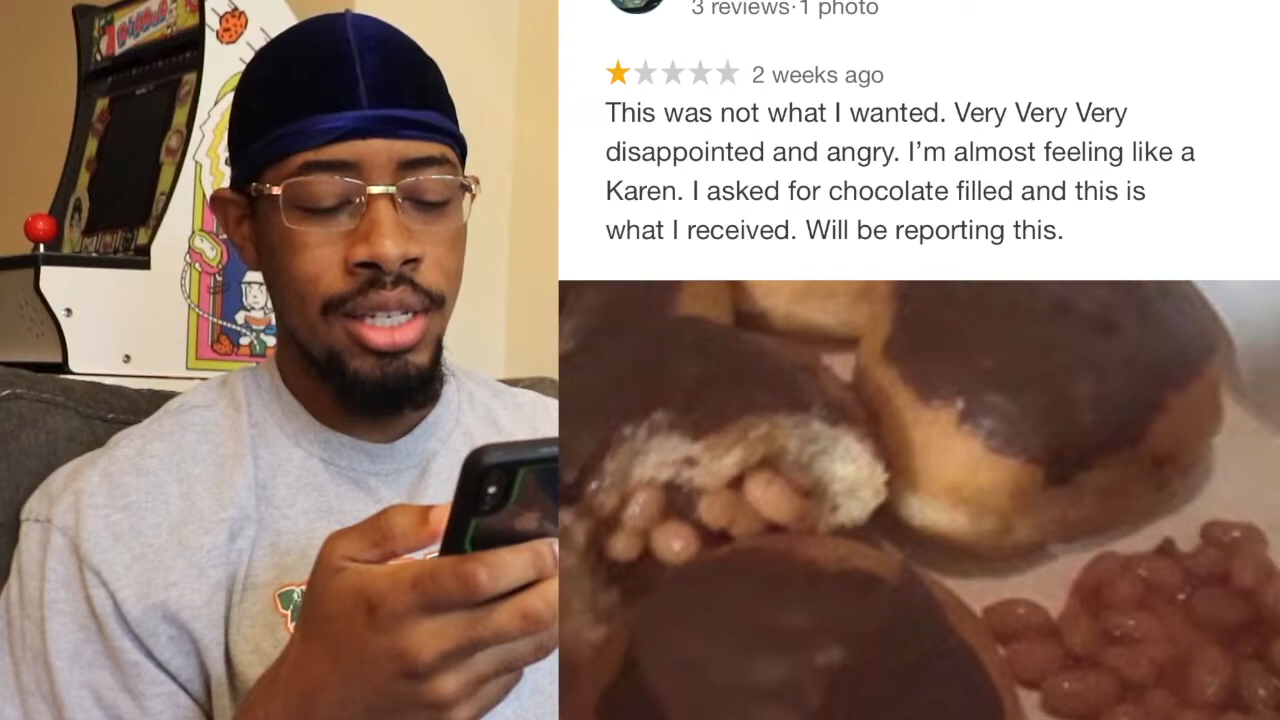 3 reviews·1 photo
2 weeks ago
This was not what I wanted. Very Very Very
disappointed and angry. I’m almost feeling like a
Karen. I asked for chocolate filled and this is
what I received. Will be reporting this.